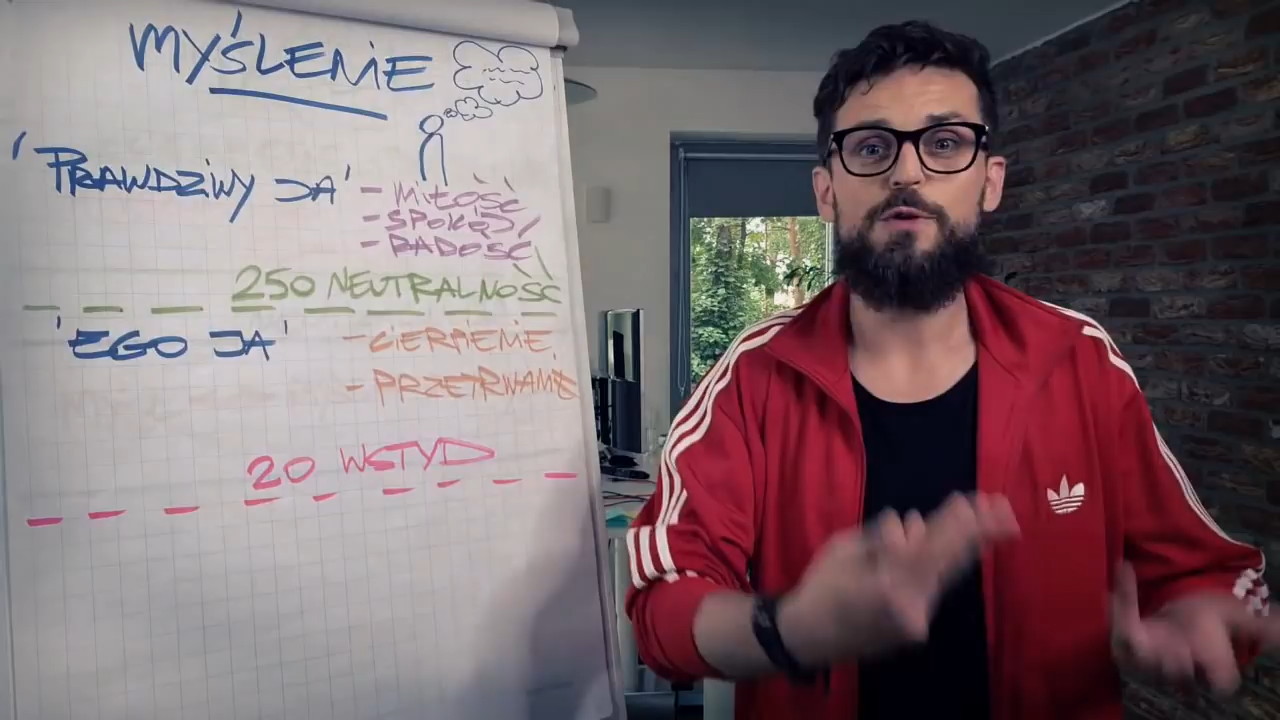 MYŚLENIE
'PRAWDZIWY JA' - MIŁOŚĆ
- SPOKÓJ
- RADOŚĆ
250 NEUTRALNOŚĆ
'EGO JA' - CIERPIENIE,
- PRZETRWANIE
20 WSTYD